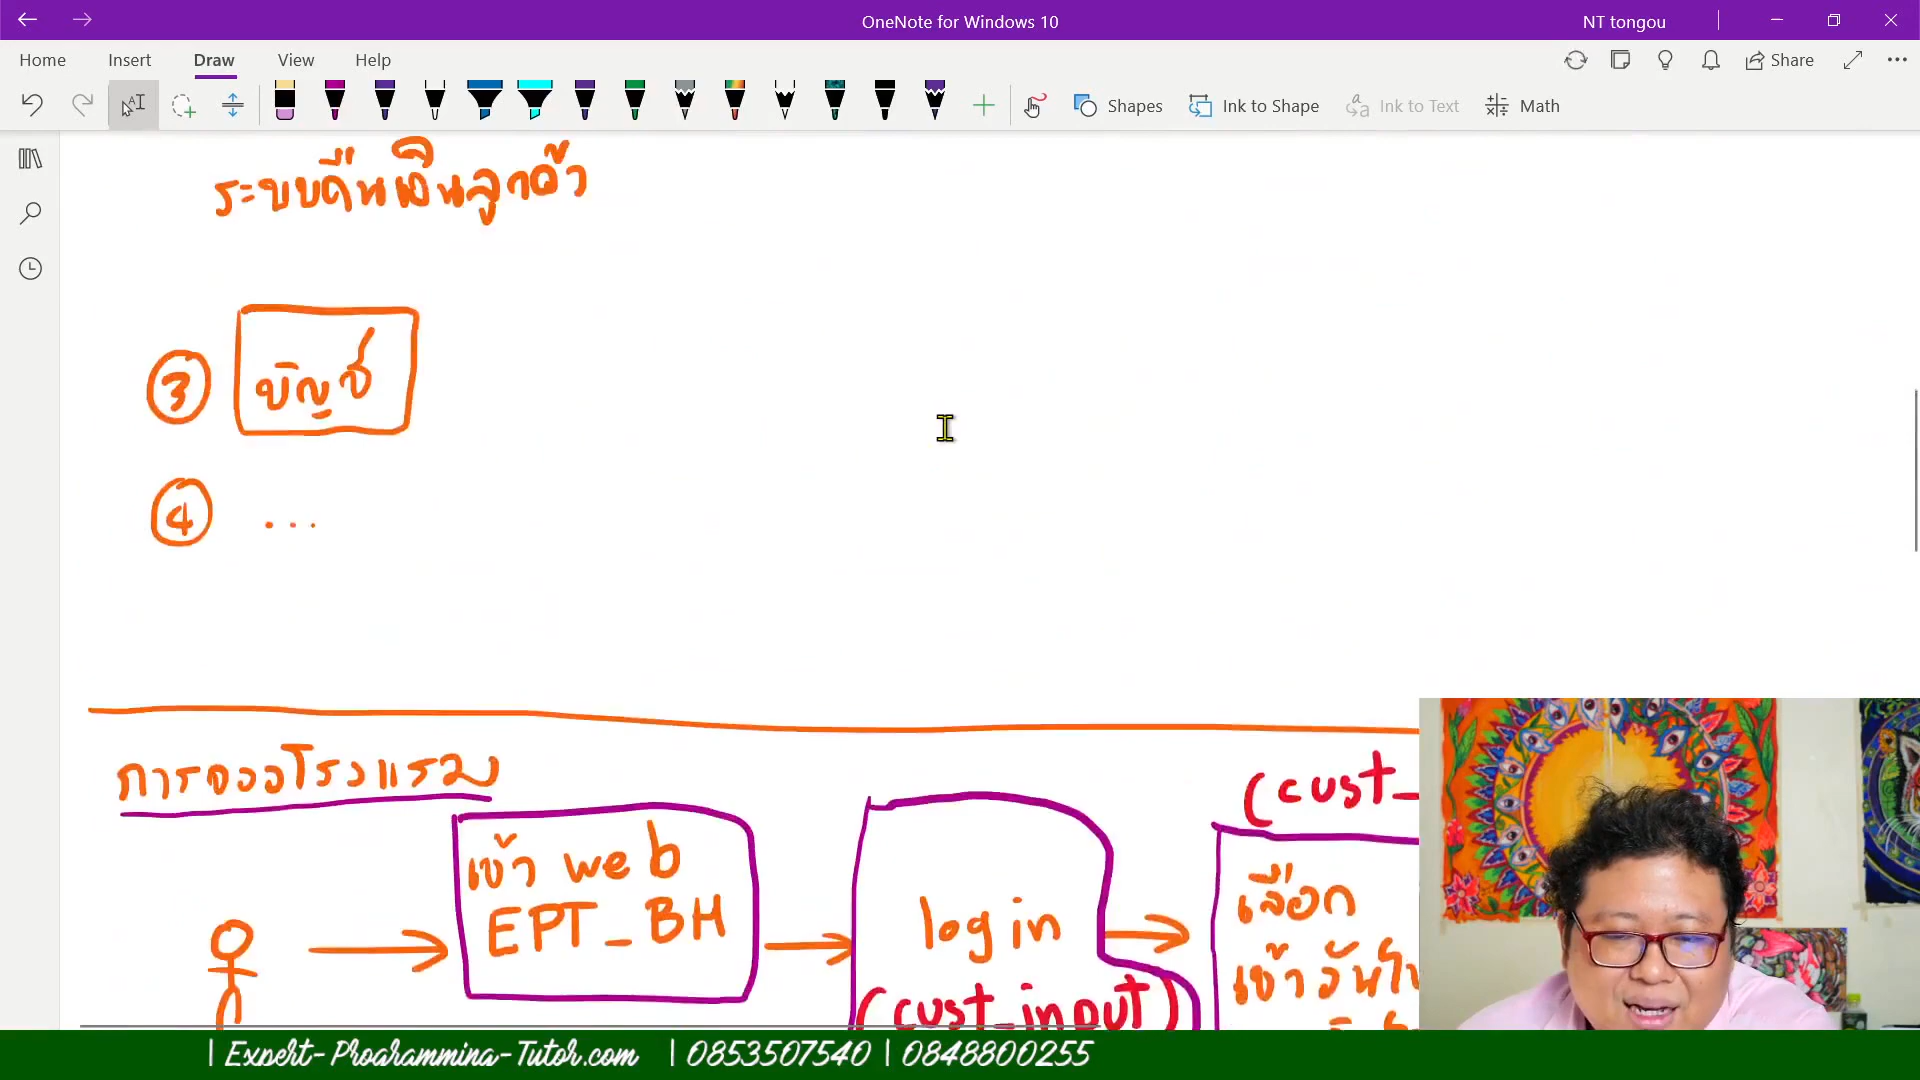 OneNote for Windows 10
NT tongou
Home Insert Draw View Help
Share
Shapes Ink to Shape Ink to Text Math
ระบบคืนเงินลูกค้า
3 บัญชี
4 ...
การจองโรงแรม
(cust_
เข้า web
EPT_BH
login
(cust_input)
เลือก
เข้าวันไ
| Expert-Programming-Tutor.com | 0853507540 | 0848800255